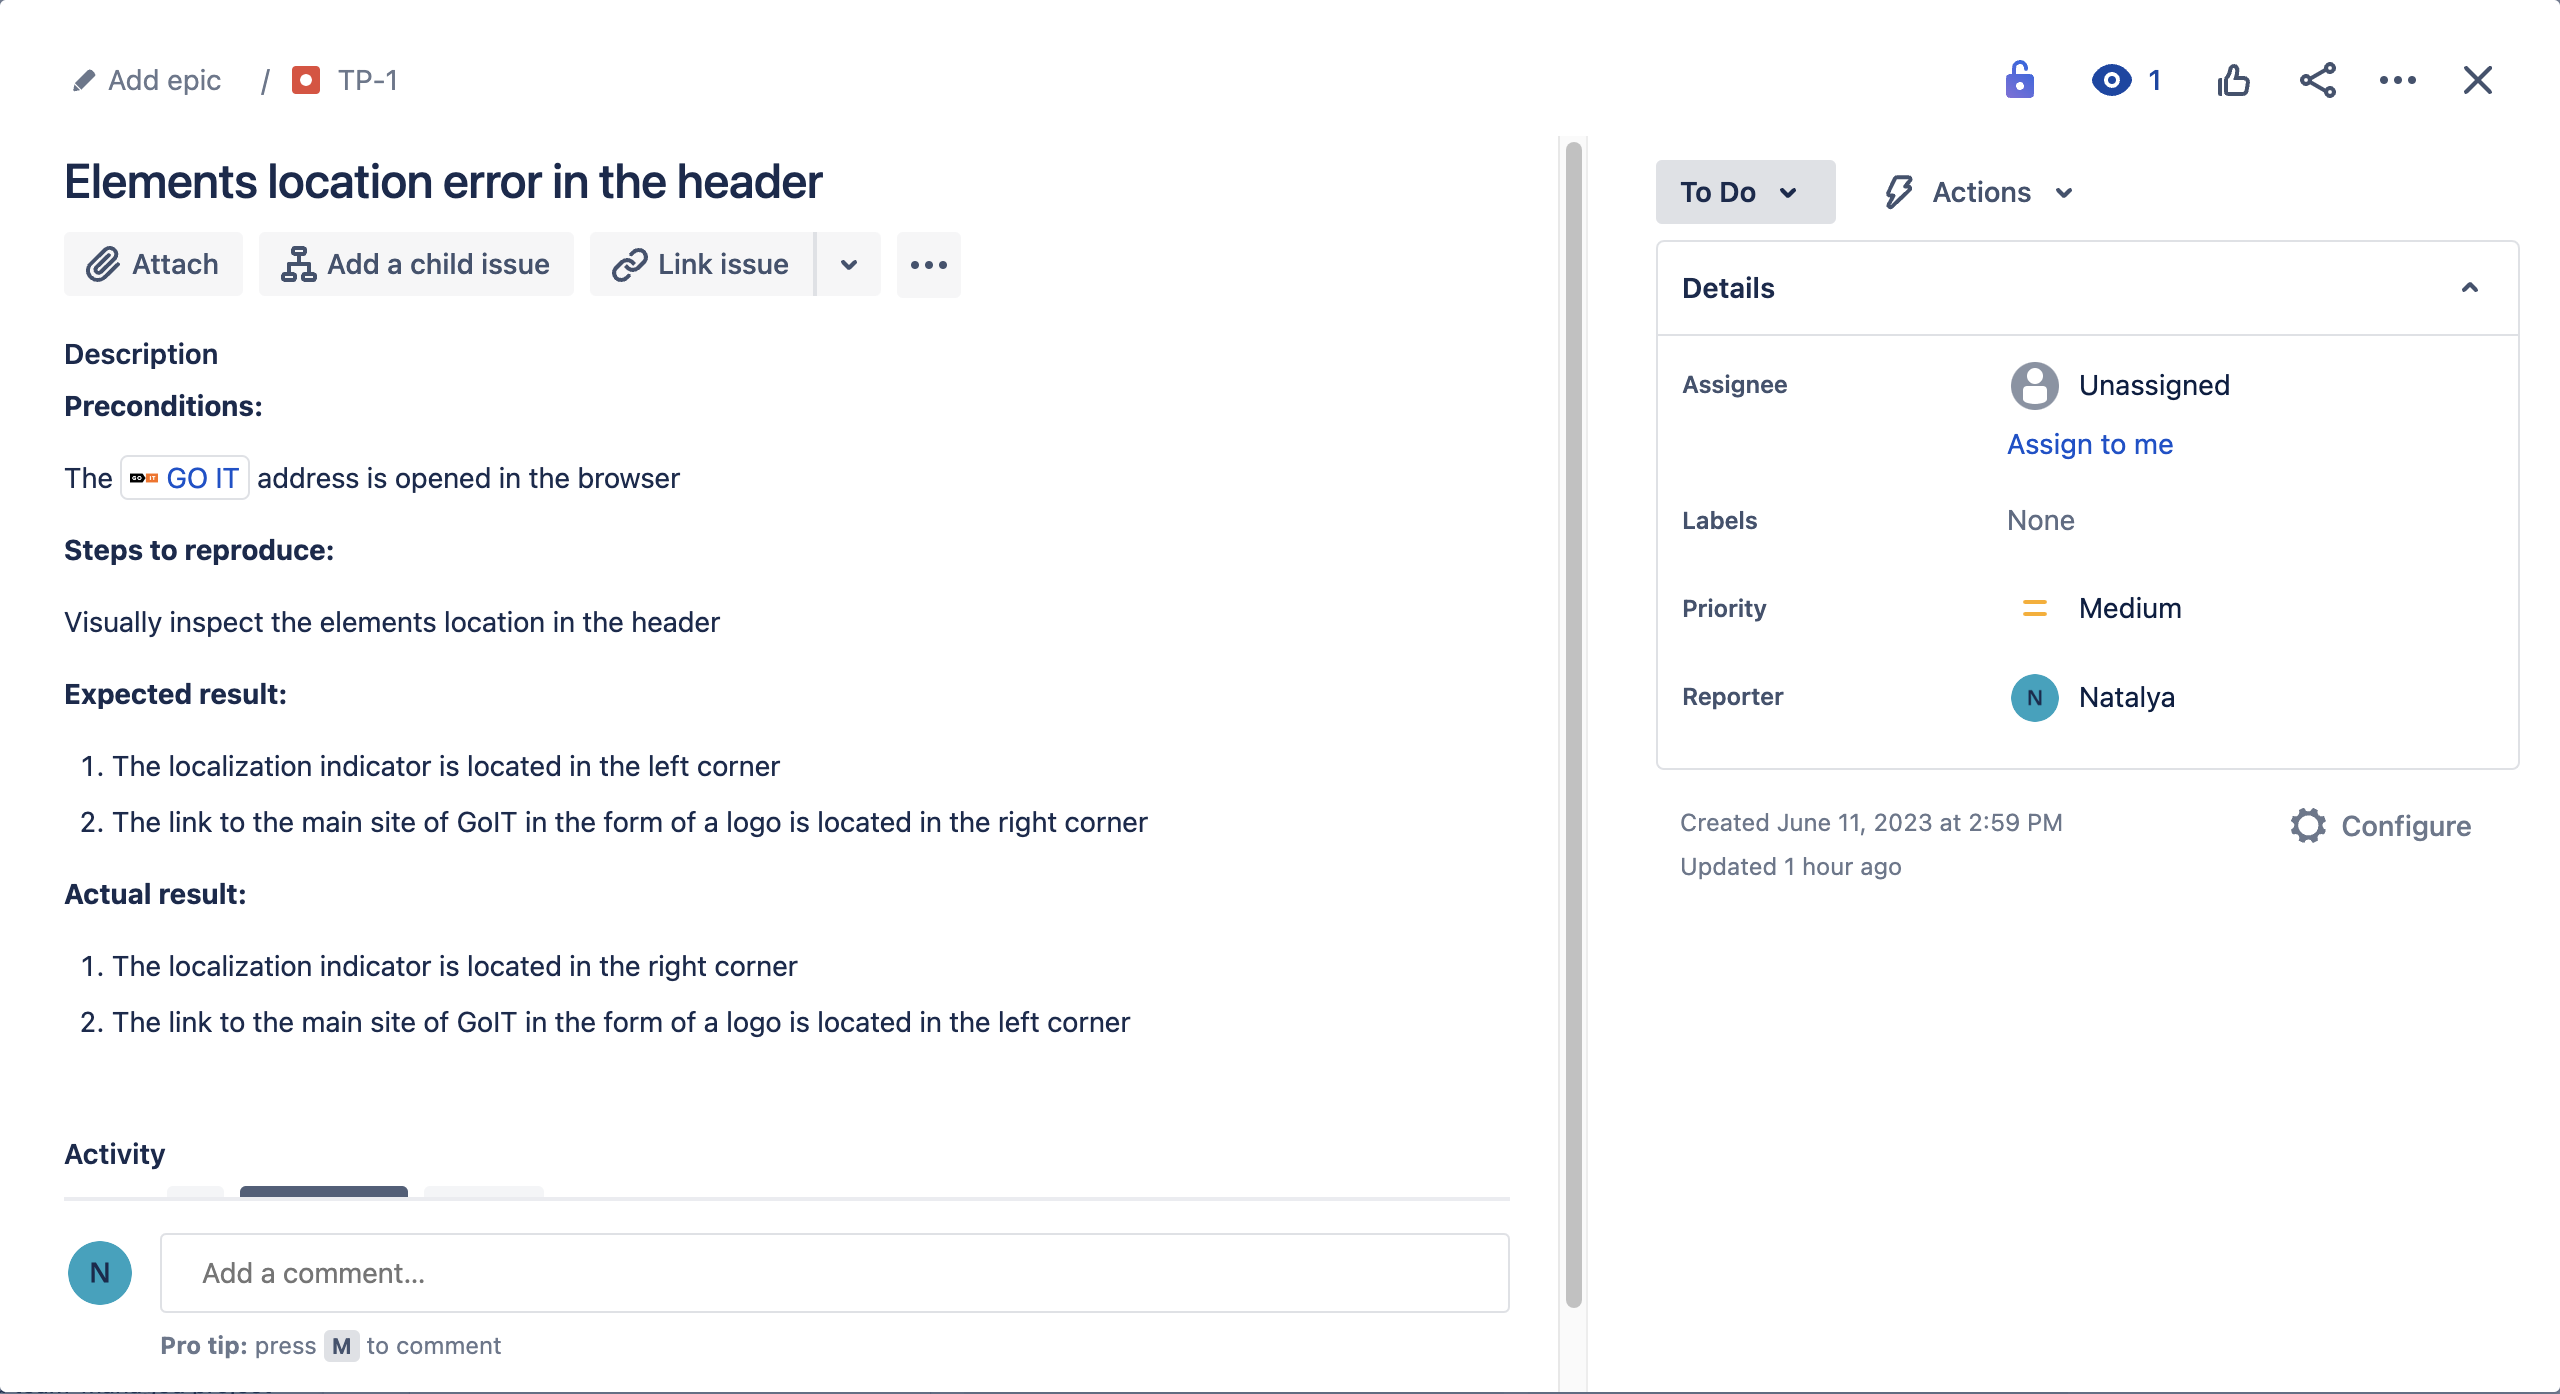 Add epic / TP-1
1
Elements location error in the header
Attach Add a child issue Link issue
Description
Preconditions:
The GO IT GO IT address is opened in the browser
Steps to reproduce:
Visually inspect the elements location in the header
Expected result:
1. The localization indicator is located in the left corner
2. The link to the main site of GoIT in the form of a logo is located in the right corner
Actual result:
1. The localization indicator is located in the right corner
2. The link to the main site of GoIT in the form of a logo is located in the left corner
Activity
N Add a comment...
Pro tip: press M to comment
To Do Actions
Details
Assignee Unassigned
Assign to me
Labels None
Priority Medium
Reporter N Natalya
Created June 11, 2023 at 2:59 PM Configure
Updated 1 hour ago